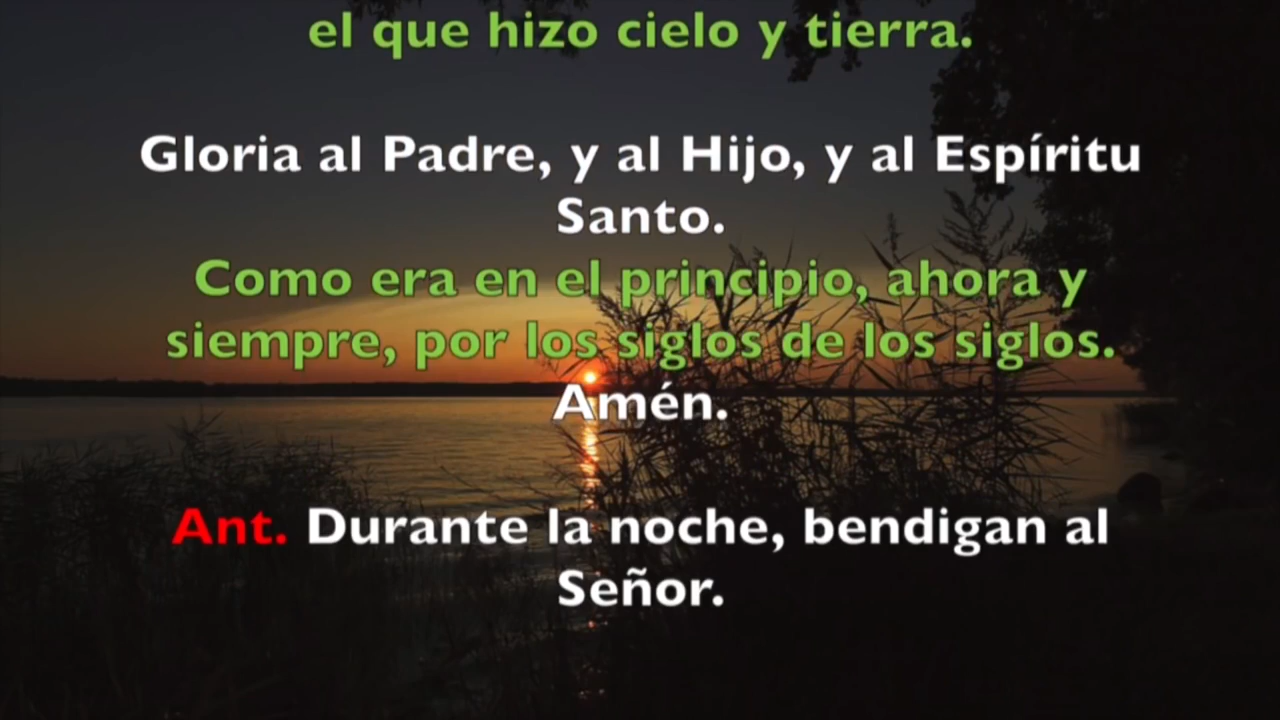 el que hizo cielo y tierra.
Gloria al Padre, y al Hijo, y al Espíritu
Santo.
Como era en el principio, ahora y
siempre, por los siglos de los siglos.
Amén.
Ant. Durante la noche, bendigan al
Señor.